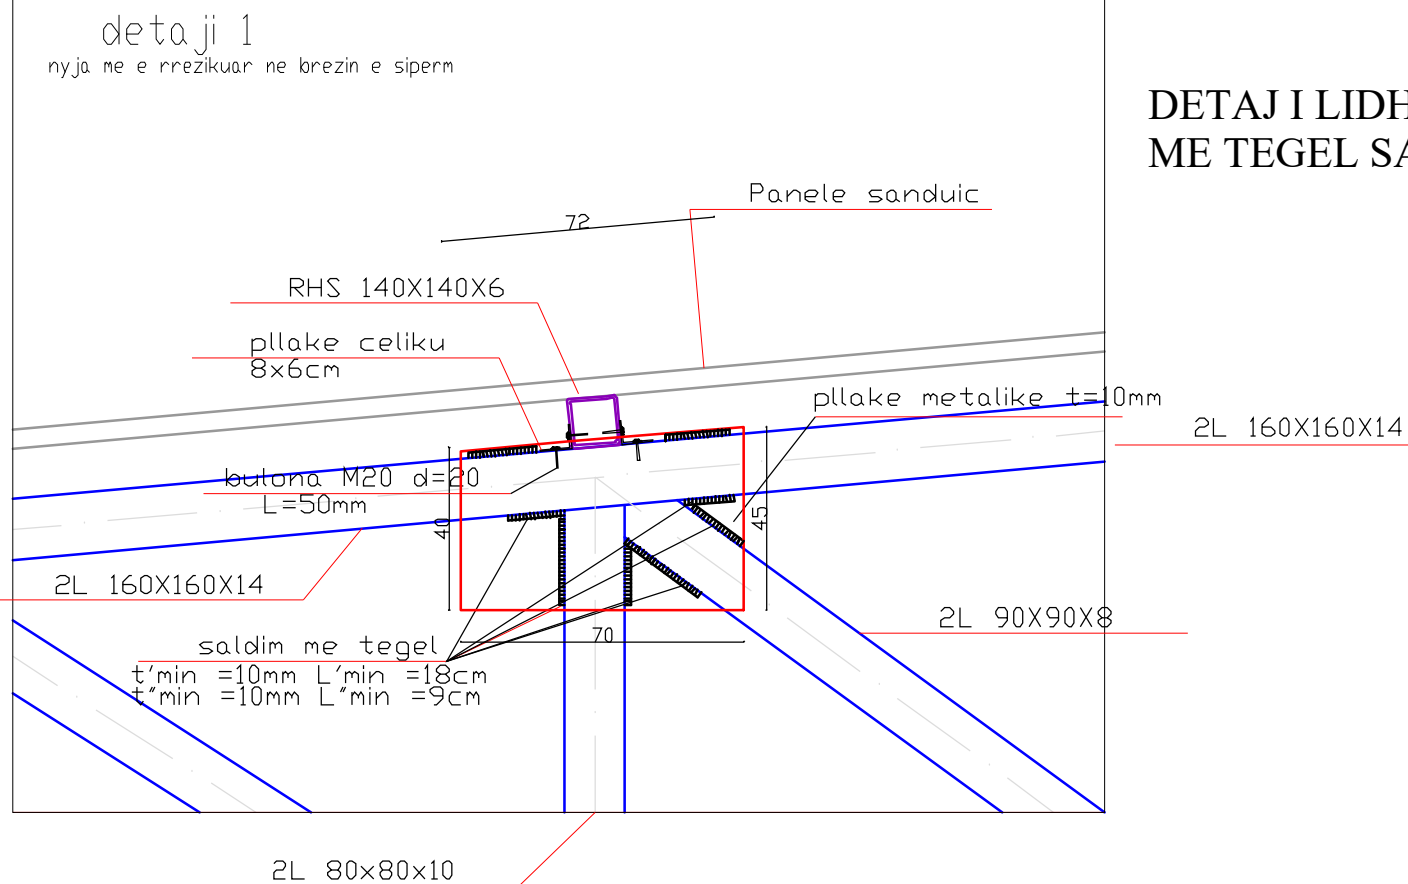 detaji 1
nyja me e rrezikuar ne brezin e siperm
DETAJ I LIDH
ME TEGEL SA
Panele sanduic
72
RHS 140X140X6
pllake celiku
8x6cm
pllake metalike t=10mm
2L 160X160X14
bulona M20 d=20
L=50mm
40
45
2L 160X160X14
2L 90X90X8
70
saldim me tegel
t'min =10mm L'min =18cm
t"min =10mm L"min =9cm
2L 80x80x10